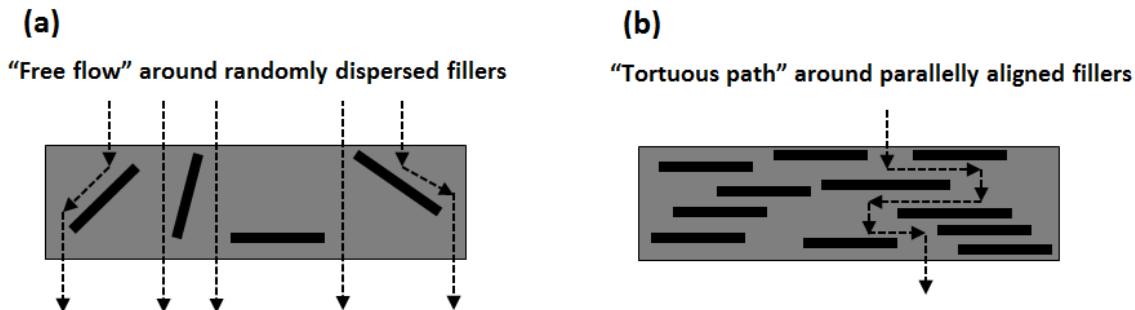 (a)
“Free flow” around randomly dispersed fillers
(b)
“Tortuous path” around parallelly aligned fillers